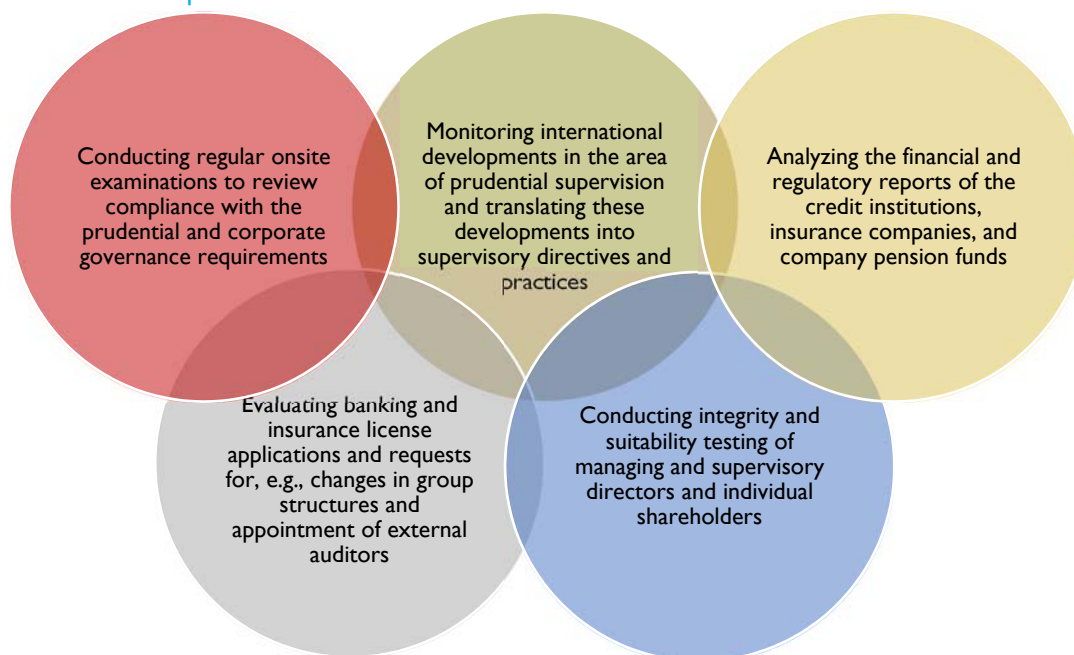 Conducting regular onsite
examinations to review
compliance with the
prudential and corporate
governance requirements
Monitoring international
developments in the area
of prudential supervision
and translating these
developments into
supervisory directives and
practices
Analyzing the financial and
regulatory reports of the
credit institutions,
insurance companies, and
company pension funds
Evaluating banking and
insurance license
applications and requests
for, e.g., changes in group
structures and
appointment of external
auditors
Conducting integrity and
suitability testing of
managing and supervisory
directors and individual
shareholders